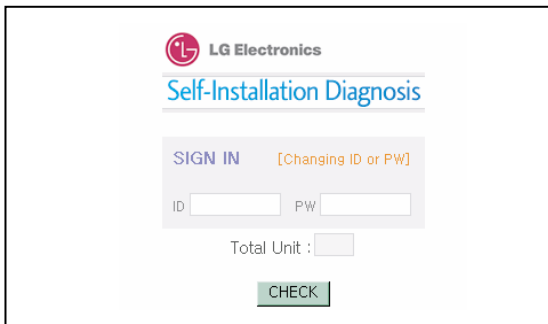 LG Electronics
Self-Installation Diagnosis
SIGN IN [Changing ID or PW]
ID PW
Total Unit :
CHECK